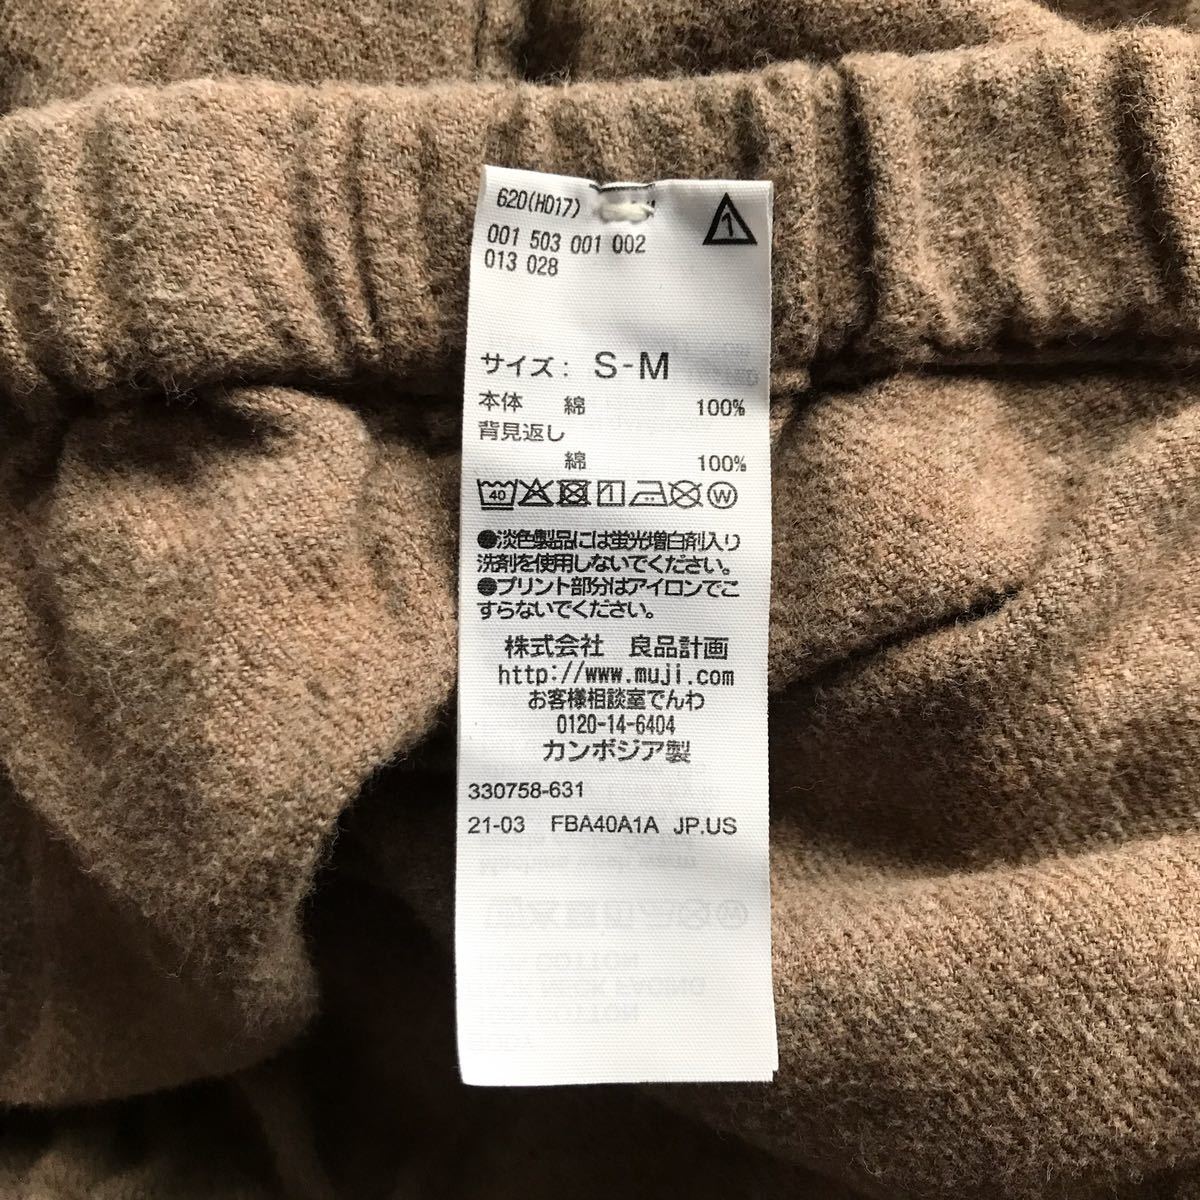 620(H017)
1
001 503 001 002
013 028
サイズ： S-M
本体 綿 100%
背見返し
綿 100%
40 W
●淡色製品には蛍光増白剤入り
洗剤を使用しないでください。
●プリント部分はアイロンでこ
すらないでください。
株式会社 良品計画
http://www.muji.com
お客様相談室でんわ
0120-14-6404
カンボジア製
330758-631
21-03 FBA40A1A JP.US